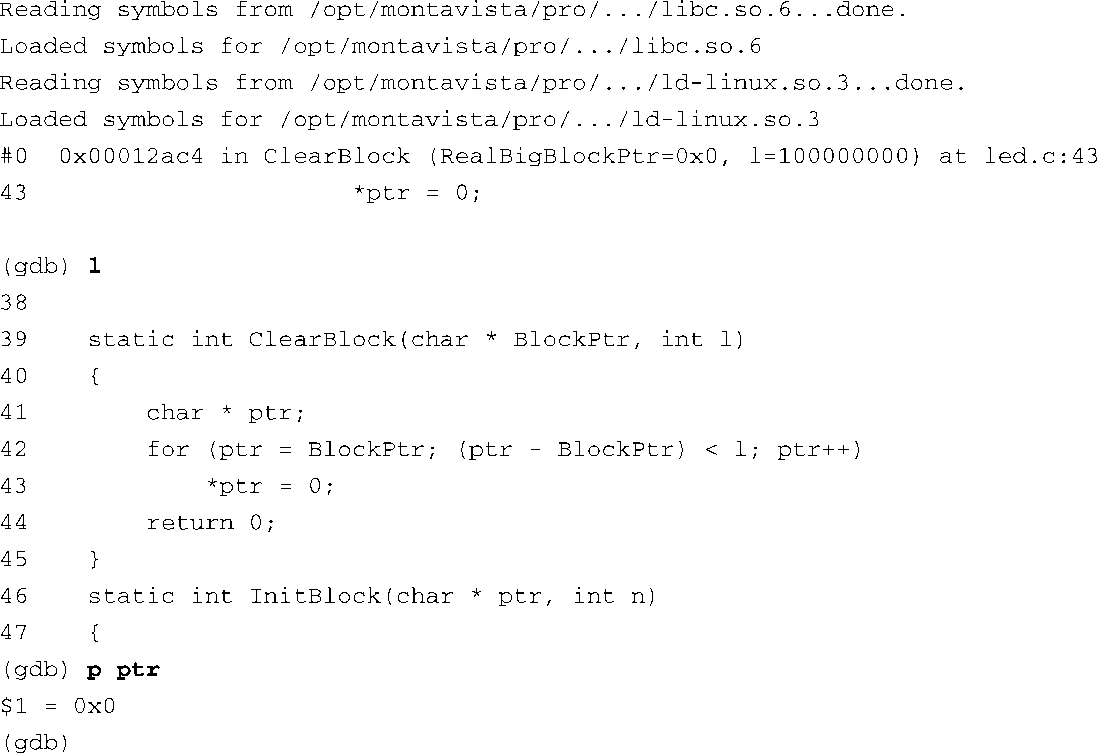 Reading symbols from /opt/montavista/pro/.../libc.so.6...done.
Loaded symbols for /opt/montavista/pro/.../libc.so.6
Reading symbols from /opt/montavista/pro/.../ld-linux.so.3...done.
Loaded symbols for /opt/montavista/pro/.../ld-linux.so.3
#0  0x00012ac4 in ClearBlock (RealBigBlockPtr=0x0, l=100000000) at led.c:43
43                      *ptr = 0;
(gdb) l
38
39    static int ClearBlock(char * BlockPtr, int l)
40    {
41        char * ptr;
42        for (ptr = BlockPtr; (ptr - BlockPtr) < l; ptr++)
43            *ptr = 0;
44        return 0;
45    }
46    static int InitBlock(char * ptr, int n)
47    {
(gdb) p ptr
$1 = 0x0
(gdb)